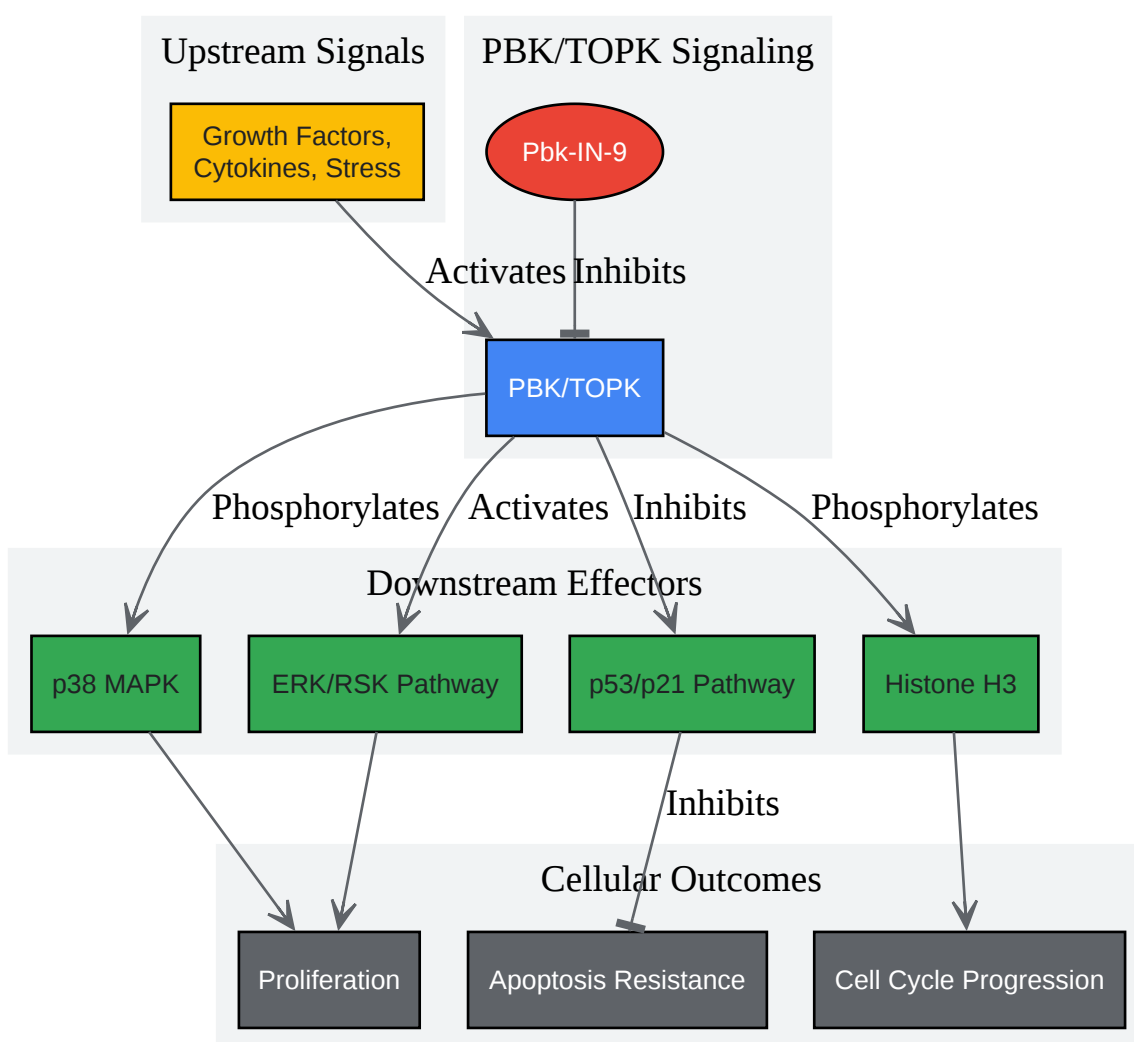 Upstream Signals
PBK/TOPK Signaling
Growth Factors,
Cytokines, Stress
Pbk-IN-9
Activates
Inhibits
PBK/TOPK
Phosphorylates
Activates
Inhibits
Phosphorylates
Downstream Effectors
p38 MAPK
ERK/RSK Pathway
p53/p21 Pathway
Histone H3
Inhibits
Cellular Outcomes
Proliferation
Apoptosis Resistance
Cell Cycle Progression